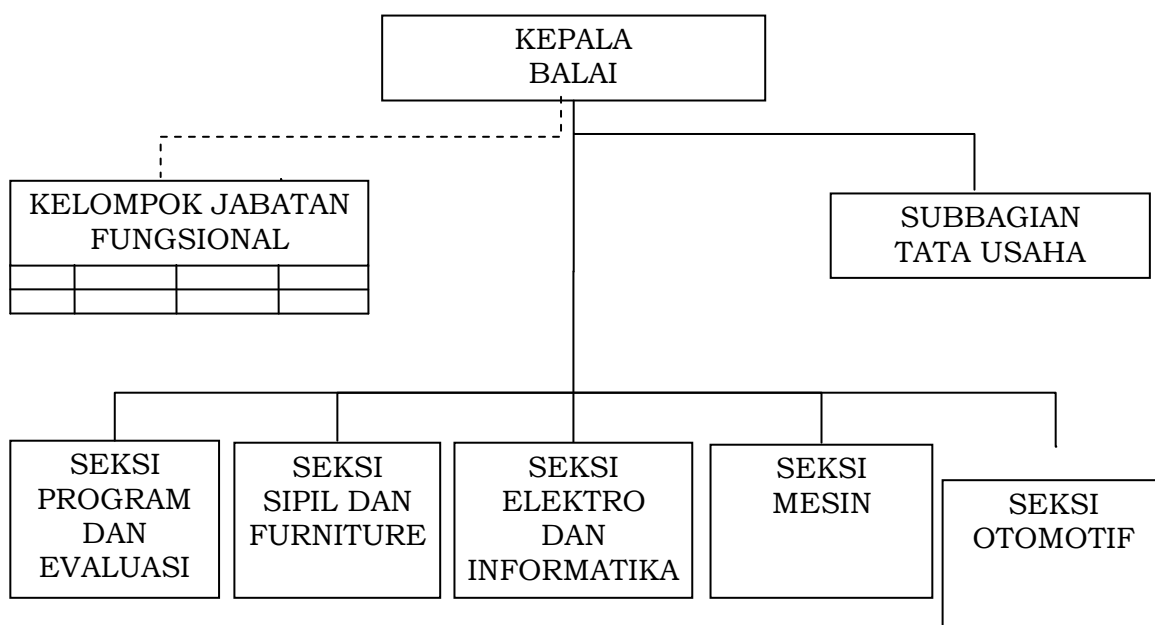 KEPALA
BALAI
KELOMPOK JABATAN
FUNGSIONAL
SUBBAGIAN
TATA USAHA
SEKSI
PROGRAM
DAN
EVALUASI
SEKSI
SIPIL DAN
FURNITURE
SEKSI
ELEKTRO
DAN
INFORMATIKA
SEKSI
MESIN
SEKSI
OTOMOTIF